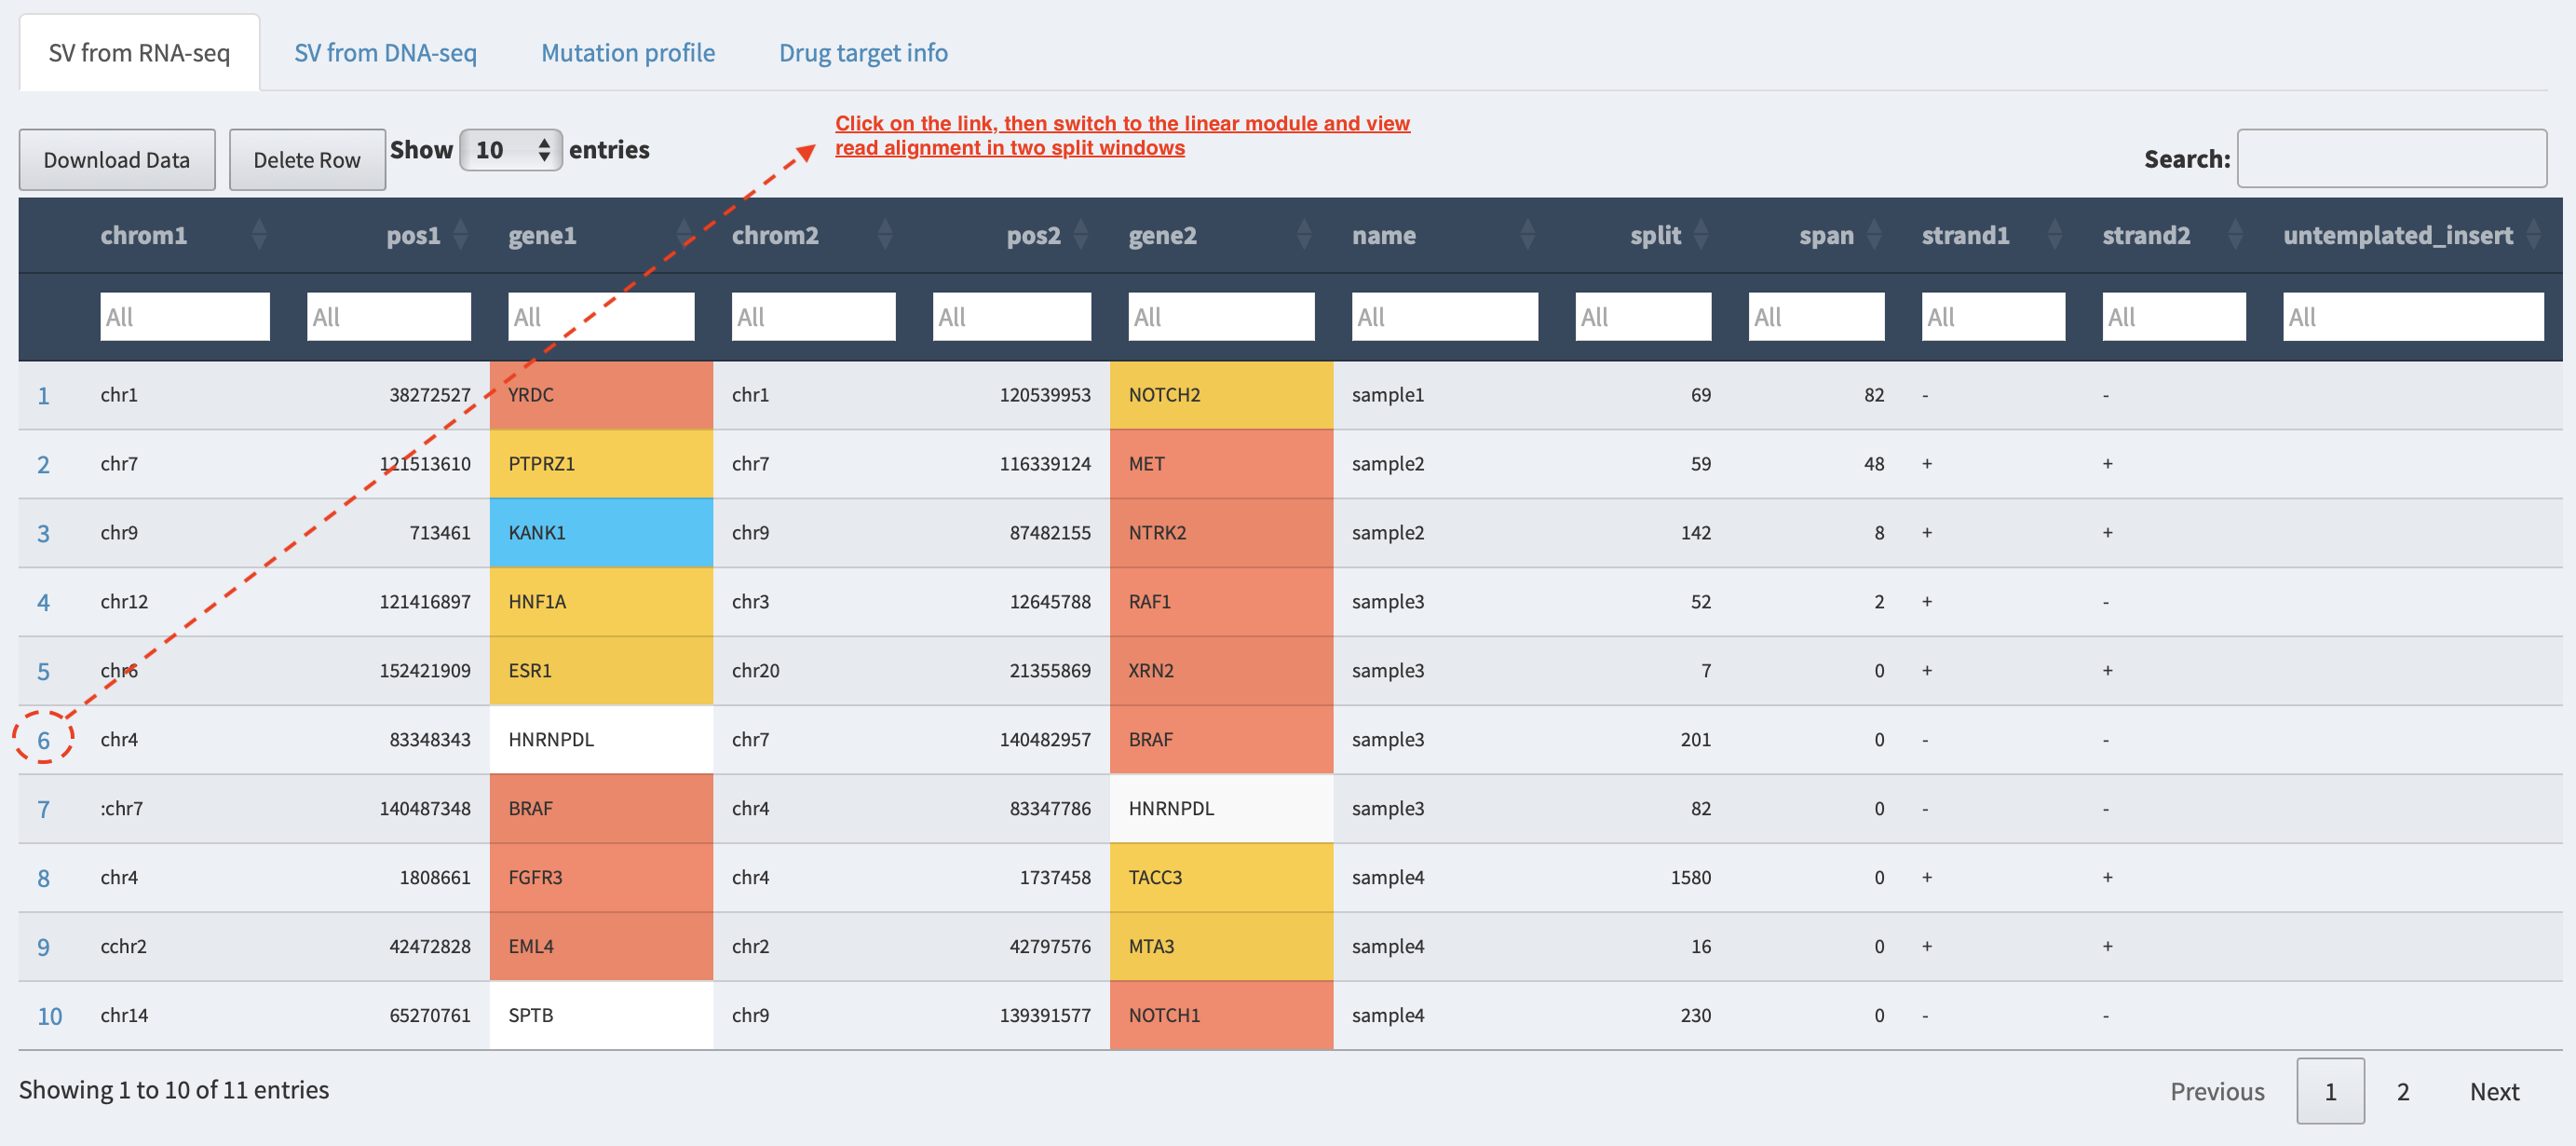 SV from RNA-seq SV from DNA-seq Mutation profile Drug target info
Click on the link, then switch to the linear module and view
read alignment in two split windows
Download Data Delete Row Show 10 entries Search:
chrom1 pos1 gene1 chrom2 pos2 gene2 name split span strand1 strand2 untemplated_insert
All All All All All All All All All All All All
1 chr1 38272527 YRDC chr1 120539953 NOTCH2 sample1 69 82 - -
2 chr7 121513610 PTPRZ1 chr7 116339124 MET sample2 59 48 + +
3 chr9 713461 KANK1 chr9 87482155 NTRK2 sample2 142 8 + +
4 chr12 121416897 HNF1A chr3 12645788 RAF1 sample3 52 2 + -
5 chr6 152421909 ESR1 chr20 21355869 XRN2 sample3 7 0 + +
6 chr4 83348343 HNRNPDL chr7 140482957 BRAF sample3 201 0 - -
7 :chr7 140487348 BRAF chr4 83347786 HNRNPDL sample3 82 0 - -
8 chr4 1808661 FGFR3 chr4 1737458 TACC3 sample4 1580 0 + +
9 cchr2 42472828 EML4 chr2 42797576 MTA3 sample4 16 0 + +
10 chr14 65270761 SPTB chr9 139391577 NOTCH1 sample4 230 0 - -
Showing 1 to 10 of 11 entries Previous 1 2 Next